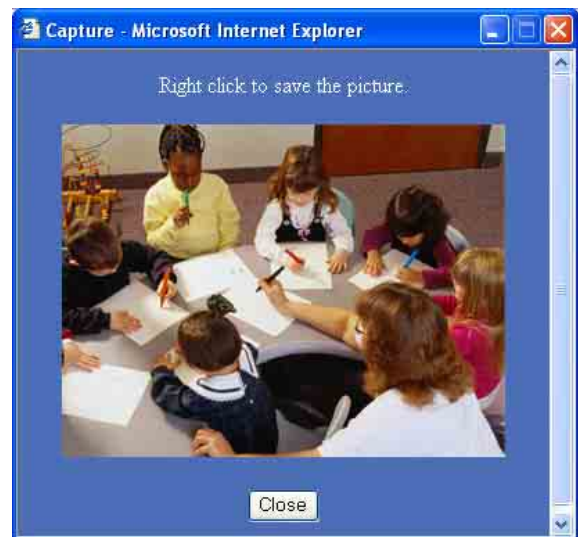 Capture - Microsoft Internet Explorer
Right click to save the picture.
Close